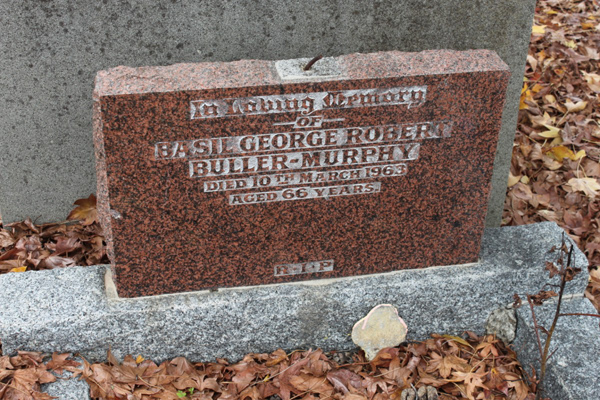 In Loving Memory
OF
BASIL GEORGE ROBERT
BULLER-MURPHY
DIED 10TH MARCH 1963
AGED 66 YEARS.
R.I.P